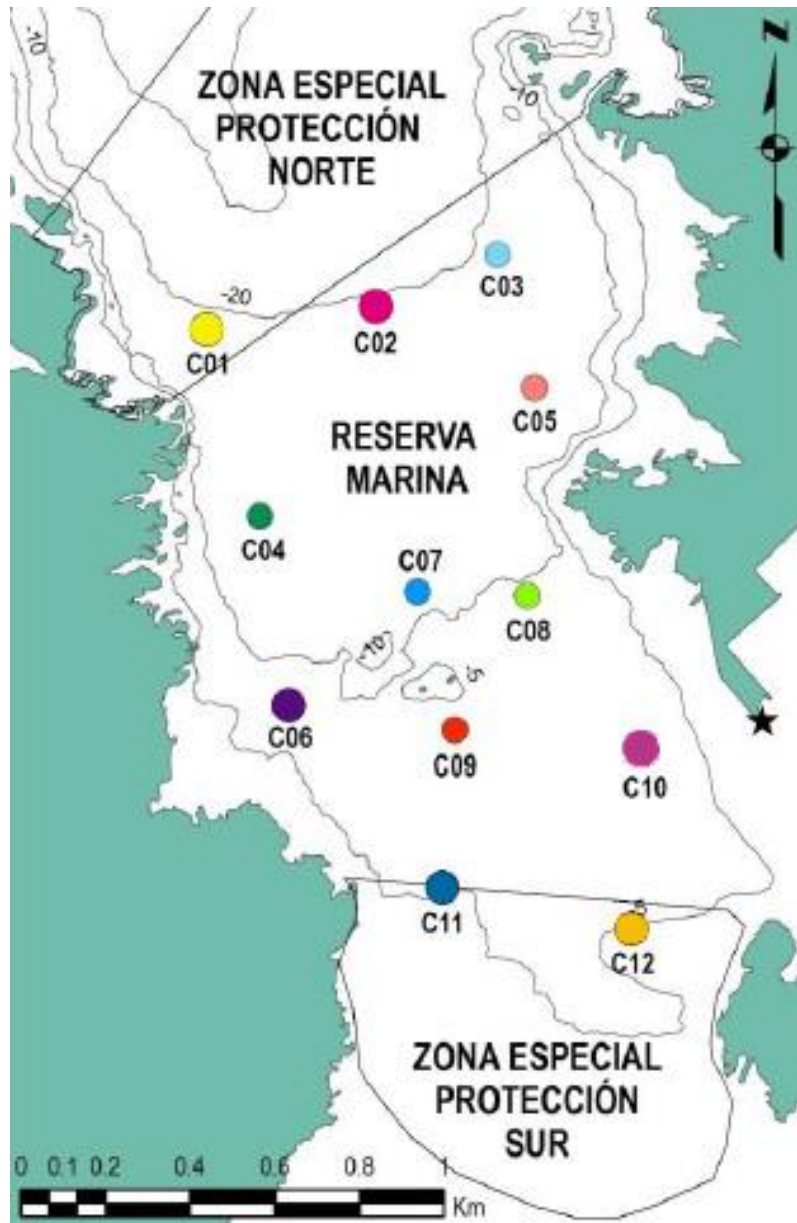 -10
ZONA ESPECIAL
PROTECCIÓN
NORTE
-10
N
C03
-20
C02
C01
C05
RESERVA
MARINA
C04
C07
C08
-10
-5
C06
C09
C10
C11
C12
ZONA ESPECIAL
PROTECCIÓN
SUR
0 0.1 0.2 0.4 0.6 0.8 1
Km